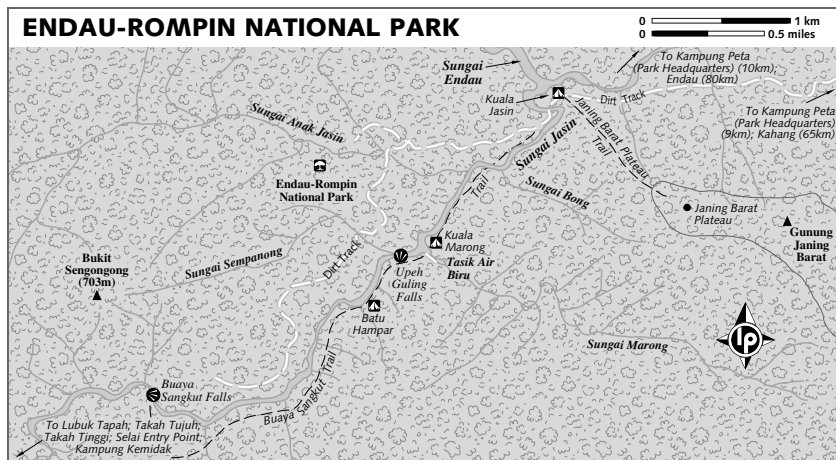 ENDAU-ROMPIN NATIONAL PARK
0 1 km
0 0.5 miles
To Kampung Peta
(Park Headquarters) (10km);
Endau (80km)
Sungai
Endau
Kuala
Jasin
Dirt Track
To Kampung Peta
(Park Headquarters)
(9km); Kahang (65km)
Janing Barat Plateau
Trail
Sungai Anak Jasin
Sungai Jasin
Endau-Rompin
National Park
Trail
Sungai Bong
Janing Barat
Plateau
Gunung
Janing
Barat
Kuala
Marong
Tasik Air
Biru
Bukit
Sengongong
(703m)
Sungai Sempanong
Dirt Track
Upeh
Guling
Falls
Batu
Hampar
Sungai Marong
lp
Buaya
Sangkut Falls
Buaya Sangkut Trail
To Lubuk Tapah; Takah Tujuh;
Takah Tinggi; Selai Entry Point;
Kampung Kemidak